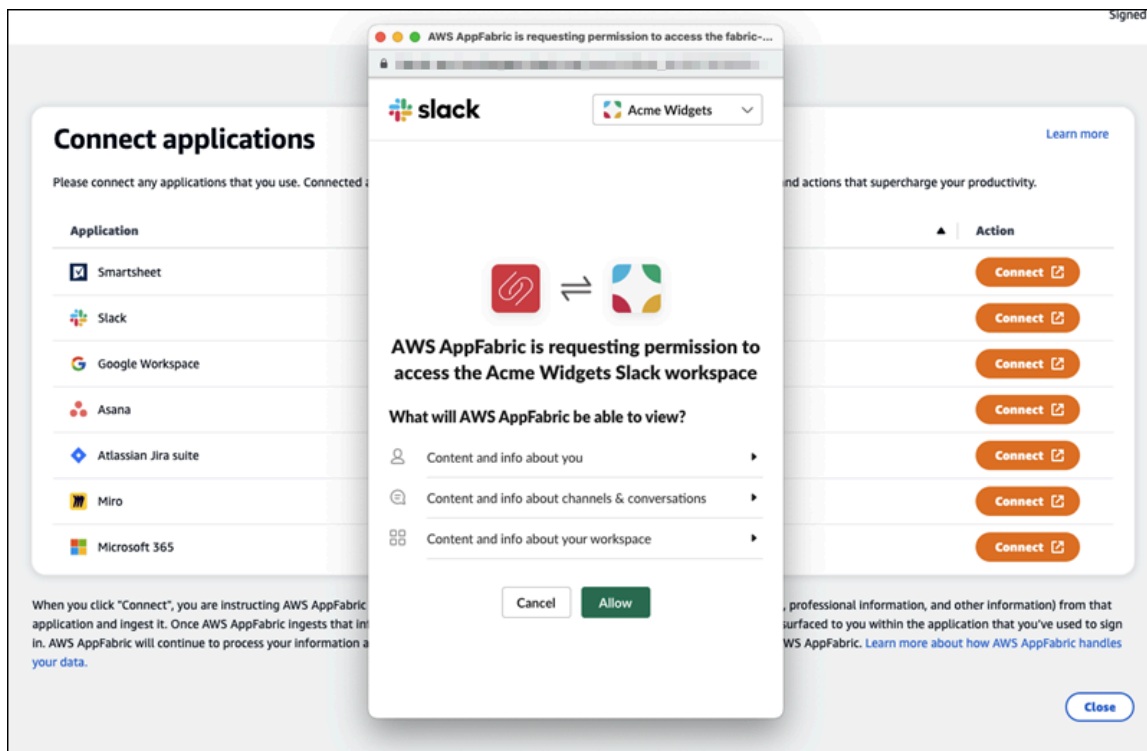 Signed
AWS AppFabric is requesting permission to access the fabric-...
slack
Acme Widgets
Connect applications
Learn more
Please connect any applications that you use. Connected
and actions that supercharge your productivity.
Application
Action
Smartsheet
Connect
Slack
Connect
Google Workspace
Connect
Asana
Connect
Atlassian Jira suite
Connect
Miro
Connect
Microsoft 365
Connect
AWS AppFabric is requesting permission to
access the Acme Widgets Slack workspace
What will AWS AppFabric be able to view?
Content and info about you
Content and info about channels & conversations
Content and info about your workspace
Cancel
Allow
When you click "Connect", you are instructing AWS AppFabric
, professional information, and other information) from that
application and ingest it. Once AWS AppFabric ingests that
surfaced to you within the application that you've used to sign
in. AWS AppFabric will continue to process your information
AWS AppFabric. Learn more about how AWS AppFabric handles
your data.
Close